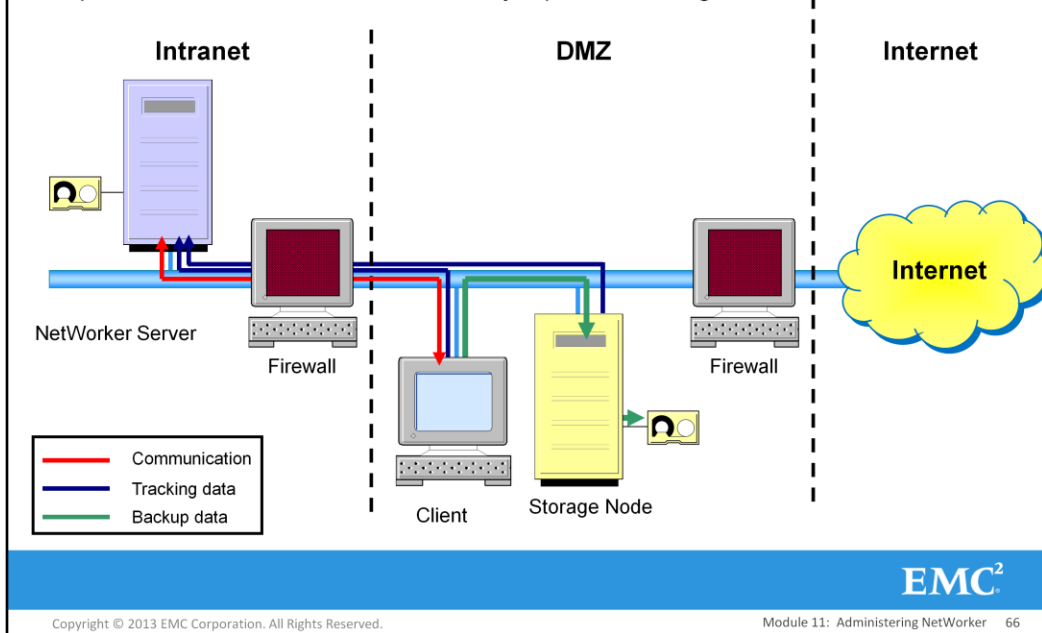 Intranet
DMZ
Internet
Internet
NetWorker Server
Firewall
Firewall
Client
Storage Node
Communication
Tracking data
Backup data
EMC²
Copyright © 2013 EMC Corporation. All Rights Reserved.
Module 11: Administering NetWorker 66